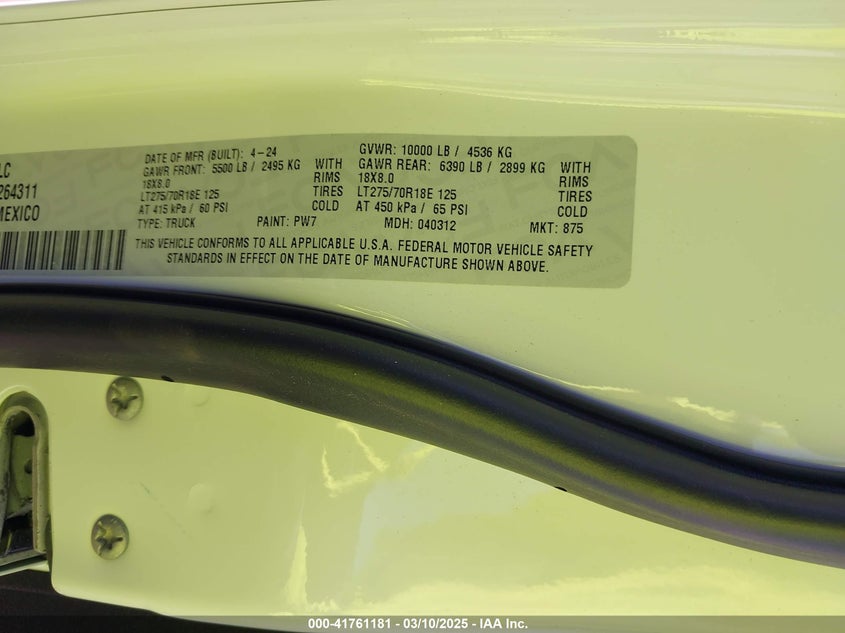 LC
264311
MEXICO
DATE OF MFR (BUILT): 4-24
GAWR FRONT: 5500 LB / 2495 KG WITH
18X8.0 RIMS
LT275/70R18E 125 TIRES
AT 415 kPa / 60 PSI COLD
TYPE: TRUCK PAINT: PW7
GVWR: 10000 LB / 4536 KG
GAWR REAR: 6390 LB / 2899 KG WITH
18X8.0 RIMS
LT275/70R18E 125 TIRES
AT 450 kPa / 65 PSI COLD
MDH: 040312 MKT: 875
THIS VEHICLE CONFORMS TO ALL APPLICABLE U.S.A. FEDERAL MOTOR VEHICLE SAFETY
STANDARDS IN EFFECT ON THE DATE OF MANUFACTURE SHOWN ABOVE.
000-41761181 - 03/10/2025 - IAA Inc.